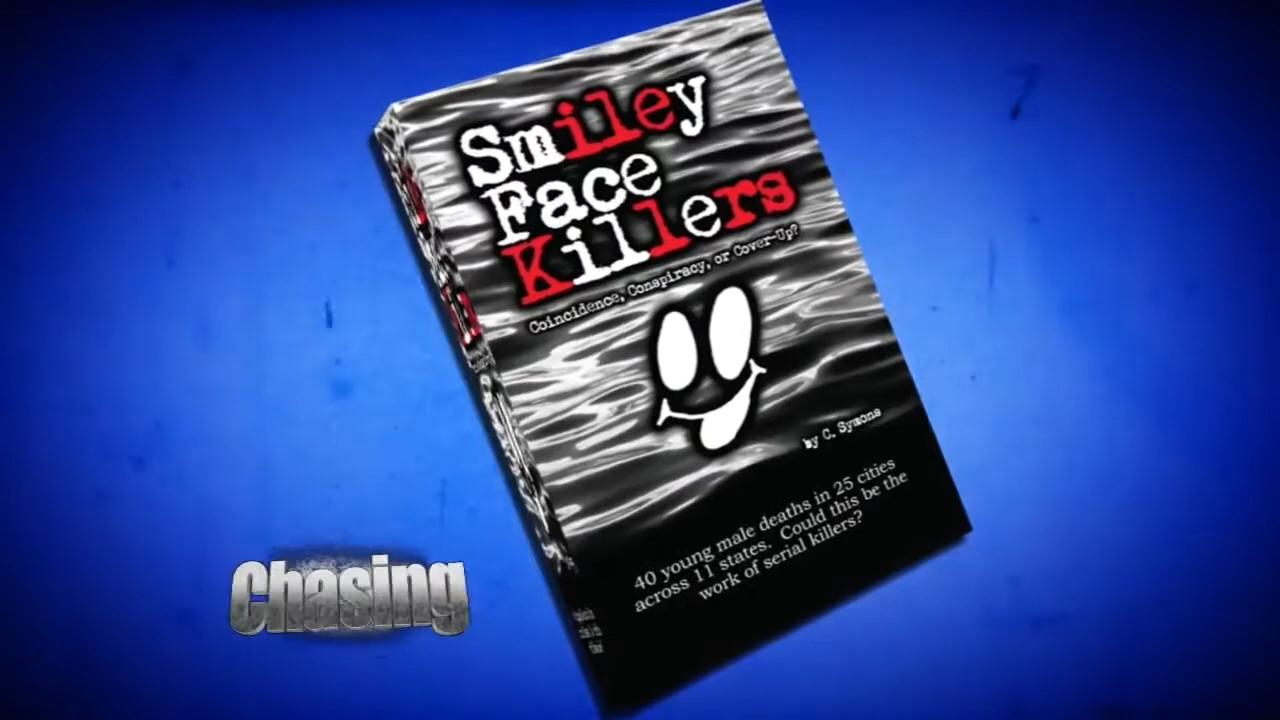 Smiley
Face
Killers
Coincidence, Conspiracy, or Cover-Up?
by C. Symons
40 young male deaths in 25 cities
across 11 states. Could this be the
work of serial killers?
Chasing